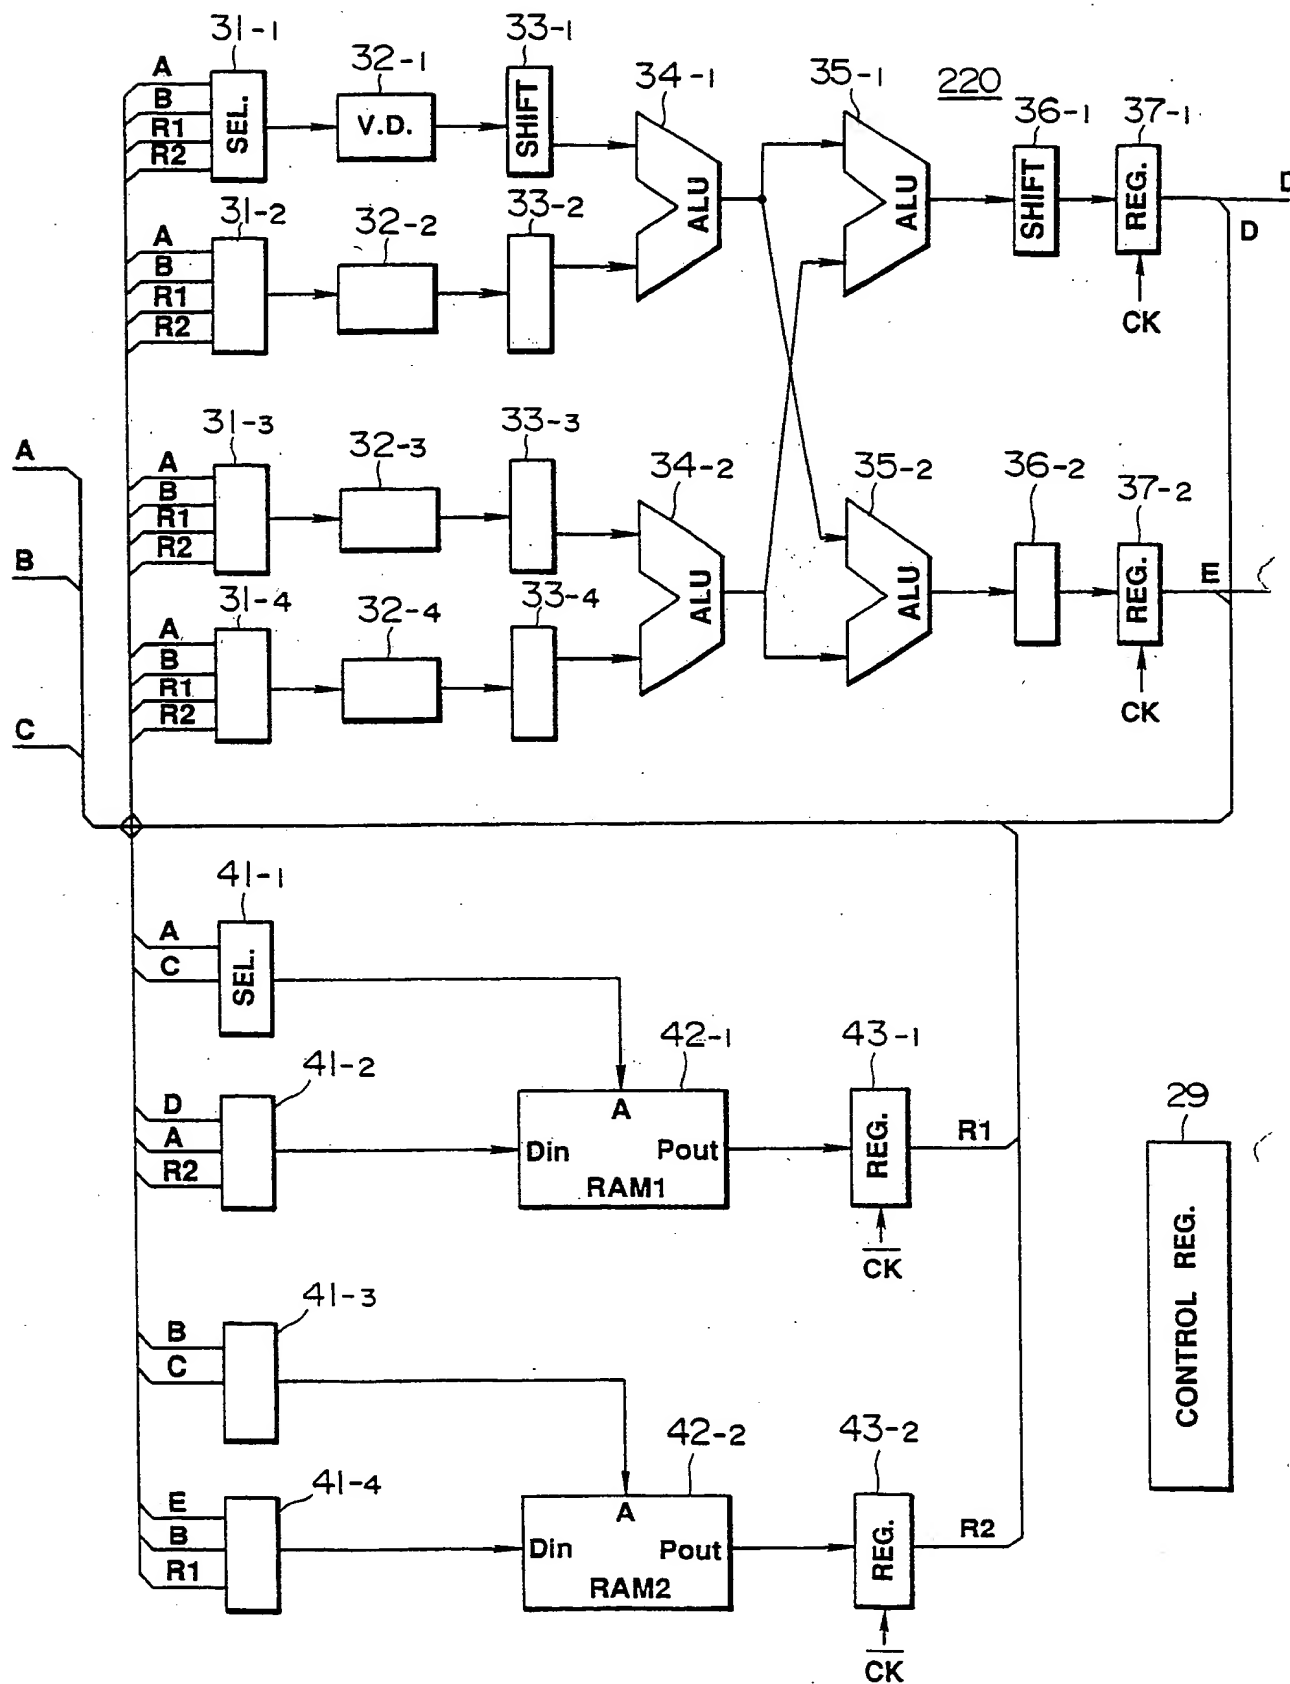 31-1
A
B
R1
R2
SEL.
32-1
V.D.
33-1
SHIFT
34-1
ALU
35-1
ALU
220
36-1
SHIFT
37-1
REG.
CK
D
D
31-2
A
B
R1
R2
32-2
33-2
A
B
C
31-3
A
B
R1
R2
32-3
33-3
34-2
ALU
35-2
ALU
36-2
37-2
REG.
CK
E
31-4
A
B
R1
R2
32-4
33-4
41-1
A
C
SEL.
41-2
D
A
R2
42-1
A
Din
Pout
RAM1
43-1
REG.
R1
CK
29
CONTROL REG.
41-3
B
C
41-4
E
B
R1
42-2
A
Din
Pout
RAM2
43-2
REG.
R2
CK